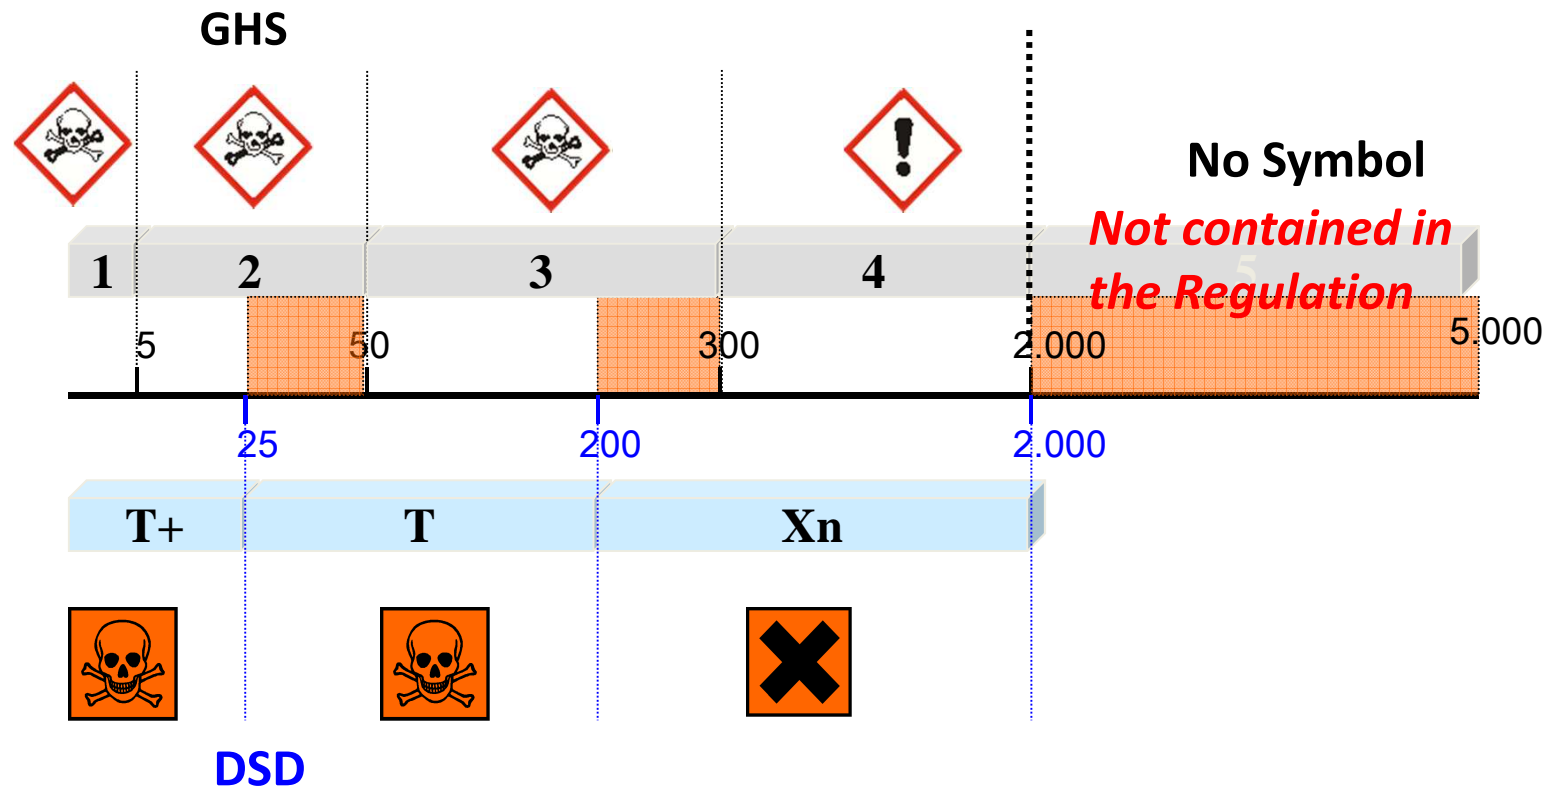 GHS
No Symbol
Not contained in
the Regulation
1 2 3 4 5
5 50 300 2.000 5.000
25 200 2.000
T+ T Xn
DSD